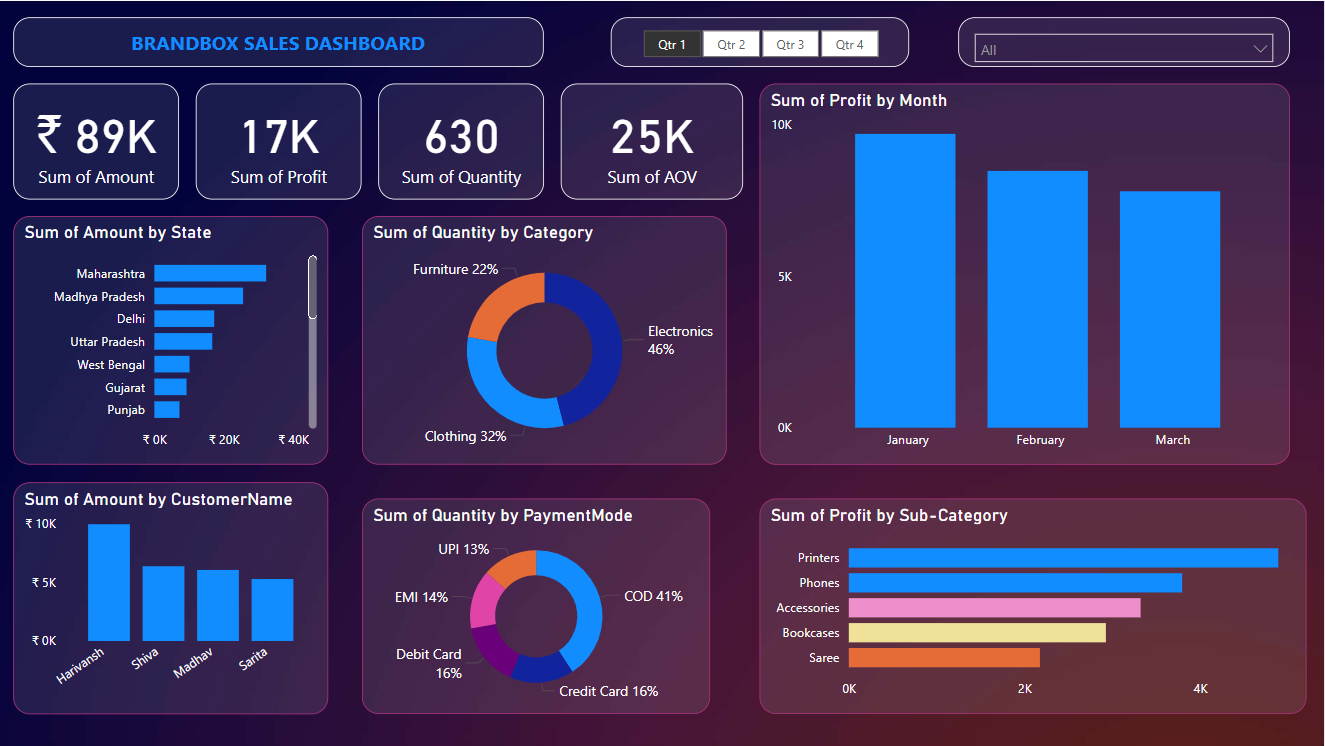 BRANDBOX SALES DASHBOARD
Qtr 1
Qtr 2
Qtr 3
Qtr 4
All
₹ 89K
Sum of Amount
17K
Sum of Profit
630
Sum of Quantity
25K
Sum of AOV
Sum of Profit by Month
10K
5K
0K
January
February
March
Sum of Amount by State
Maharashtra
Madhya Pradesh
Delhi
Uttar Pradesh
West Bengal
Gujarat
Punjab
₹ 0K
₹ 20K
₹ 40K
Sum of Quantity by Category
Furniture 22%
Electronics
46%
Clothing 32%
Sum of Amount by CustomerName
₹ 10K
₹ 5K
₹ 0K
Harivansh
Shiva
Madhav
Sarita
Sum of Quantity by PaymentMode
UPI 13%
EMI 14%
COD 41%
Debit Card
16%
Credit Card 16%
Sum of Profit by Sub-Category
Printers
Phones
Accessories
Bookcases
Saree
0K
2K
4K